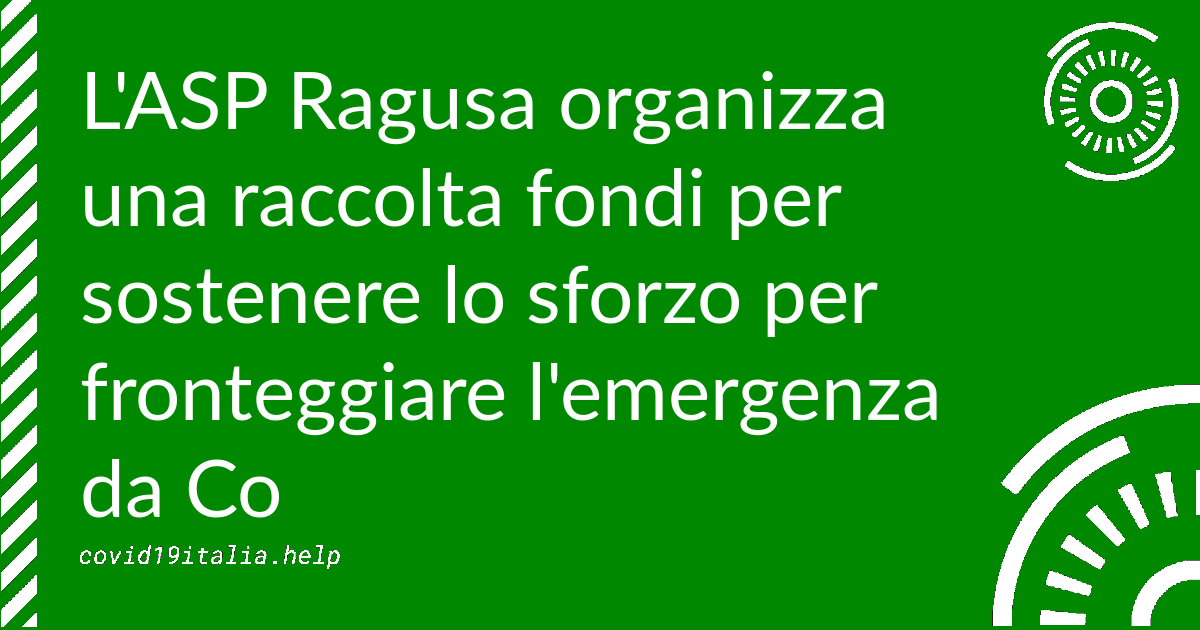 L'ASP Ragusa organizza
una raccolta fondi per
sostenere lo sforzo per
fronteggiare l'emergenza
da Co
covid19italia.help